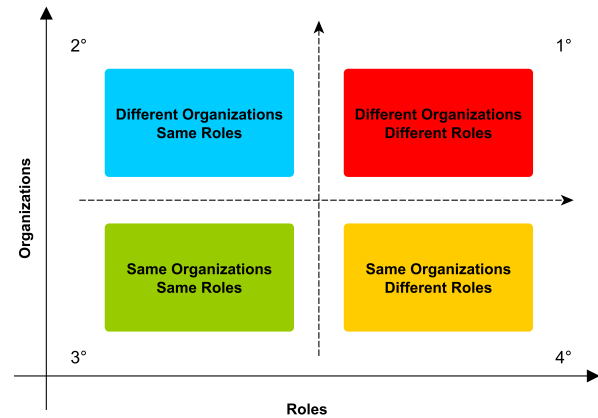 2°
1°
Different Organizations
Same Roles
Different Organizations
Different Roles
Organizations
Same Organizations
Same Roles
Same Organizations
Different Roles
3°
4°
Roles